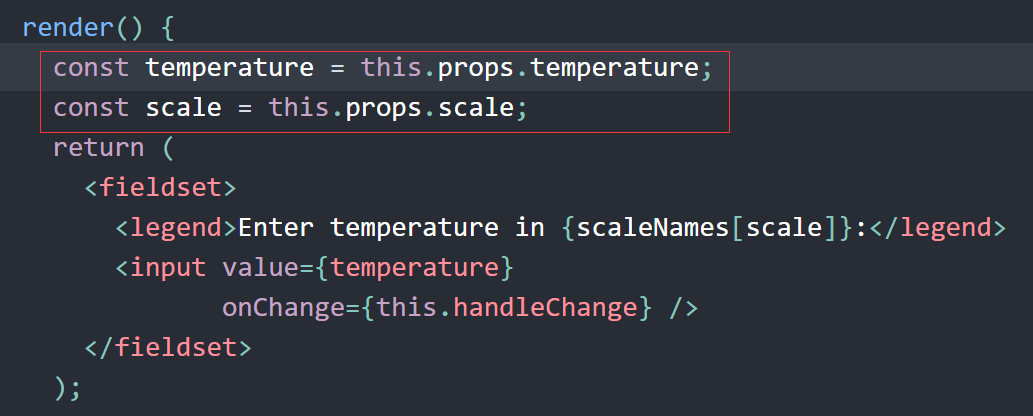 render() {
const temperature = this.props.temperature;
const scale = this.props.scale;
return (
<fieldset>
<legend>Enter temperature in {scaleNames[scale]}:</legend>
<input value={temperature}
onChange={this.handleChange} />
</fieldset>
);